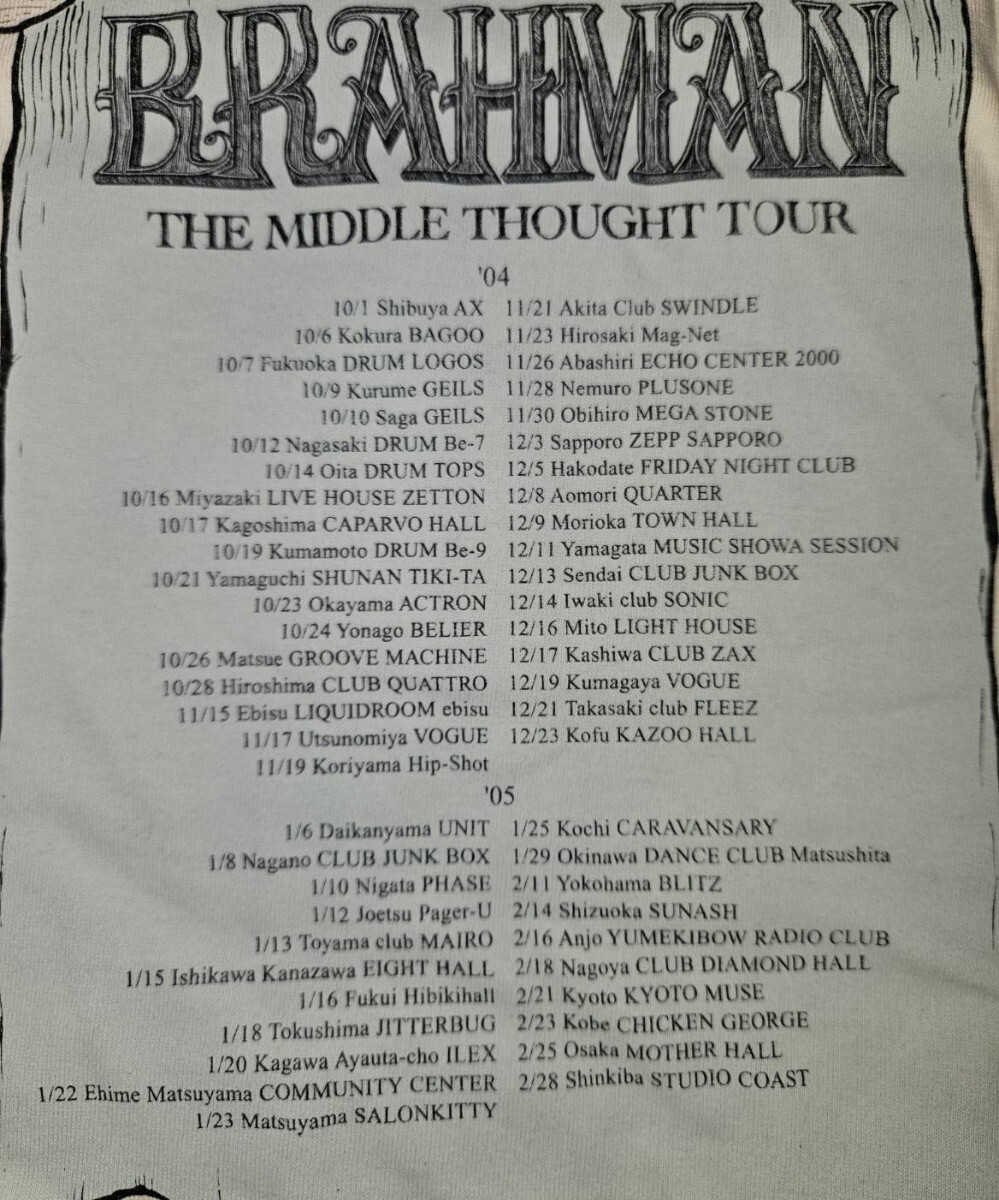 BRAHMAN
THE MIDDLE THOUGHT TOUR
'04
10/1 Shibuya AX
10/6 Kokura BAGOO
10/7 Fukuoka DRUM LOGOS
10/9 Kurume GEILS
10/10 Saga GEILS
10/12 Nagasaki DRUM Be-7
10/14 Oita DRUM TOPS
10/16 Miyazaki LIVE HOUSE ZETTON
10/17 Kagoshima CAPARVO HALL
10/19 Kumamoto DRUM Be-9
10/21 Yamaguchi SHUNAN TIKI-TA
10/23 Okayama ACTRON
10/24 Yonago BELIER
10/26 Matsue GROOVE MACHINE
10/28 Hiroshima CLUB QUATTRO
11/15 Ebisu LIQUIDROOM ebisu
11/17 Utsunomiya VOGUE
11/19 Koriyama Hip-Shot
11/21 Akita Club SWINDLE
11/23 Hirosaki Mag-Net
11/26 Abashiri ECHO CENTER 2000
11/28 Nemuro PLUSONE
11/30 Obihiro MEGA STONE
12/3 Sapporo ZEPP SAPPORO
12/5 Hakodate FRIDAY NIGHT CLUB
12/8 Aomori QUARTER
12/9 Morioka TOWN HALL
12/11 Yamagata MUSIC SHOWA SESSION
12/13 Sendai CLUB JUNK BOX
12/14 Iwaki club SONIC
12/16 Mito LIGHT HOUSE
12/17 Kashiwa CLUB ZAX
12/19 Kumagaya VOGUE
12/21 Takasaki club FLEEZ
12/23 Kofu KAZOO HALL
'05
1/6 Daikanyama UNIT
1/8 Nagano CLUB JUNK BOX
1/10 Nigata PHASE
1/12 Joetsu Pager-U
1/13 Toyama club MAIRO
1/15 Ishikawa Kanazawa EIGHT HALL
1/16 Fukui Hibikihall
1/18 Tokushima JITTERBUG
1/20 Kagawa Ayauta-cho ILEX
1/22 Ehime Matsuyama COMMUNITY CENTER
1/23 Matsuyama SALONKITTY
1/25 Kochi CARAVANSARY
1/29 Okinawa DANCE CLUB Matsushita
2/11 Yokohama BLITZ
2/14 Shizuoka SUNASH
2/16 Anjo YUMEKIBOW RADIO CLUB
2/18 Nagoya CLUB DIAMOND HALL
2/21 Kyoto KYOTO MUSE
2/23 Kobe CHICKEN GEORGE
2/25 Osaka MOTHER HALL
2/28 Shinkiba STUDIO COAST